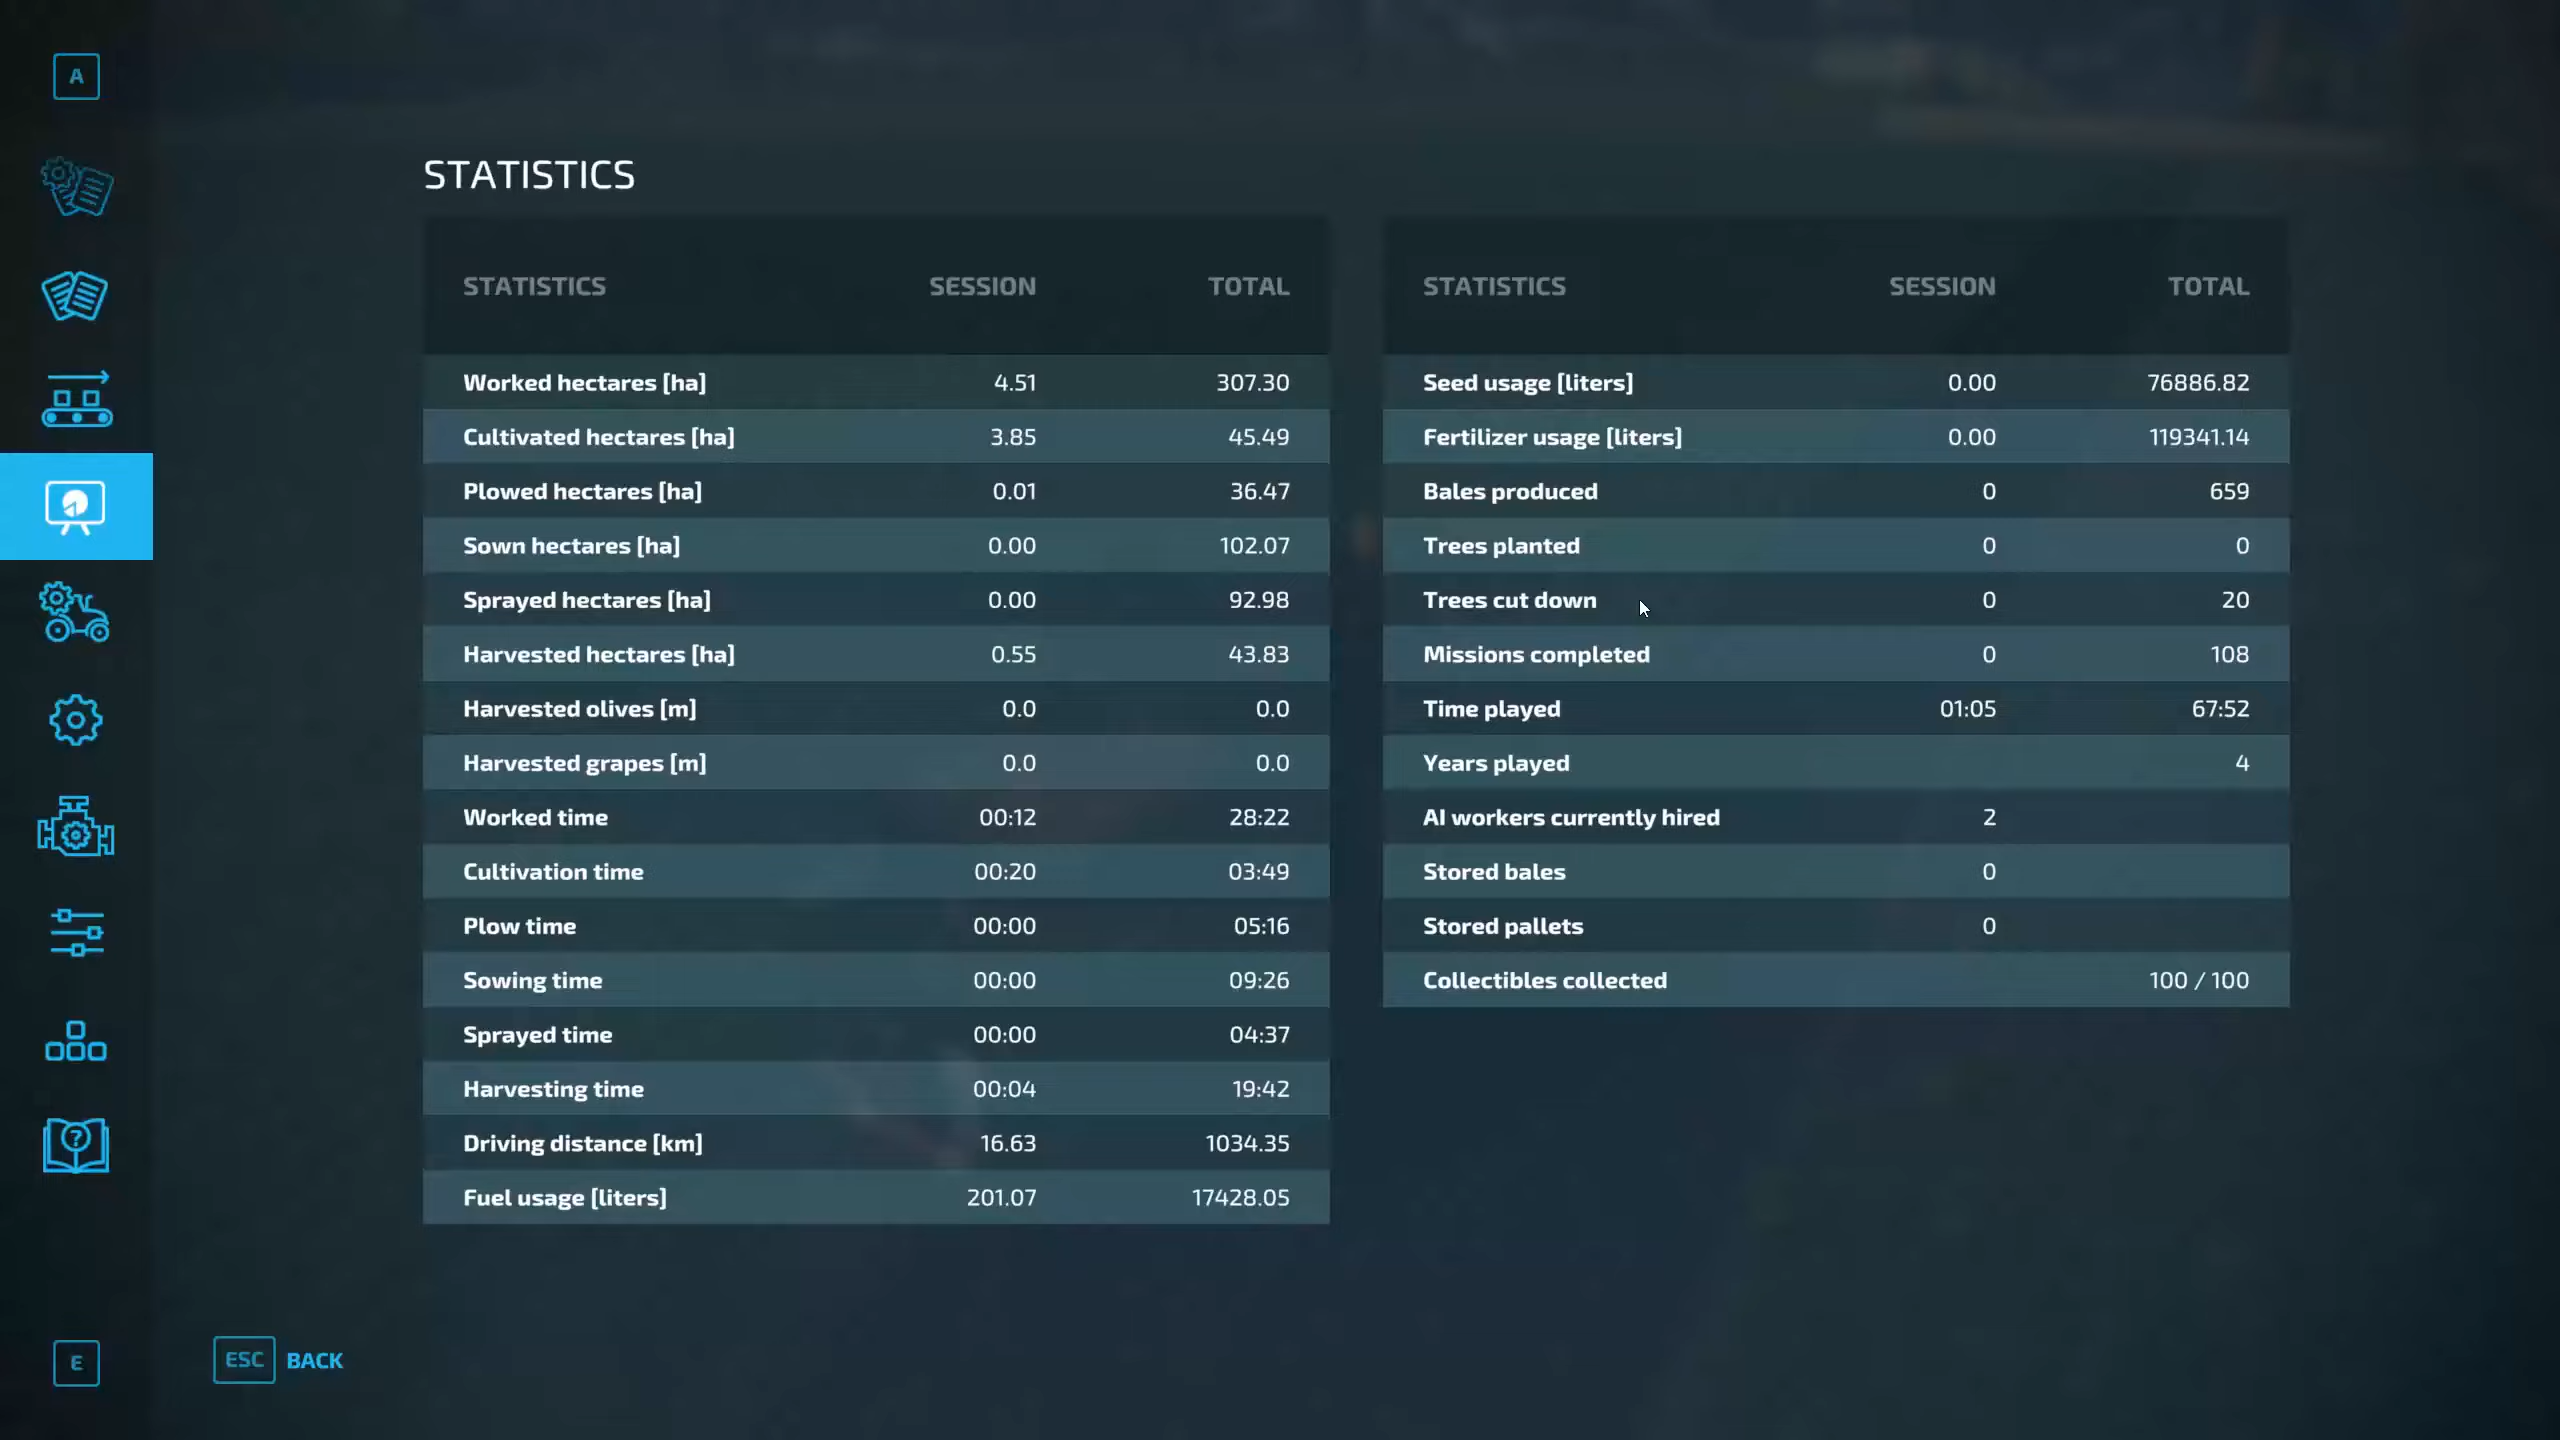 A
STATISTICS
STATISTICS SESSION TOTAL
Worked hectares [ha] 4.51 307.30
Cultivated hectares [ha] 3.85 45.49
Plowed hectares [ha] 0.01 36.47
Sown hectares [ha] 0.00 102.07
Sprayed hectares [ha] 0.00 92.98
Harvested hectares [ha] 0.55 43.83
Harvested olives [m] 0.0 0.0
Harvested grapes [m] 0.0 0.0
Worked time 00:12 28:22
Cultivation time 00:20 03:49
Plow time 00:00 05:16
Sowing time 00:00 09:26
Sprayed time 00:00 04:37
Harvesting time 00:04 19:42
Driving distance [km] 16.63 1034.35
Fuel usage [liters] 201.07 17428.05
STATISTICS SESSION TOTAL
Seed usage [liters] 0.00 76886.82
Fertilizer usage [liters] 0.00 119341.14
Bales produced 0 659
Trees planted 0 0
Trees cut down 0 20
Missions completed 0 108
Time played 01:05 67:52
Years played 4
AI workers currently hired 2
Stored bales 0
Stored pallets 0
Collectibles collected 100 / 100
E
ESC BACK